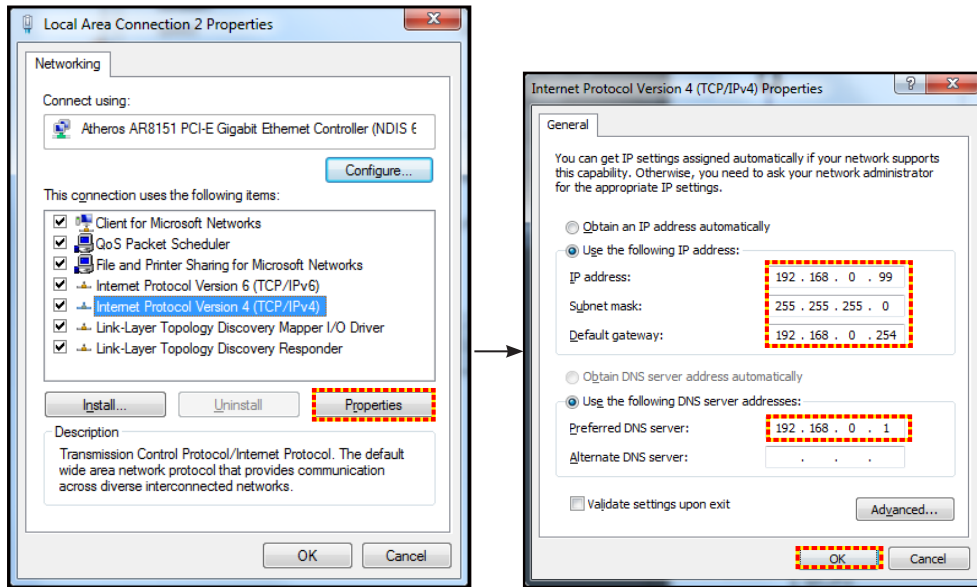 Local Area Connection 2 Properties
Networking
Connect using:
Atheros AR8151 PCI-E Gigabit Ethernet Controller (NDIS 6
Configure...
This connection uses the following items:
Client for Microsoft Networks
QoS Packet Scheduler
File and Printer Sharing for Microsoft Networks
Internet Protocol Version 6 (TCP/IPv6)
Internet Protocol Version 4 (TCP/IPv4)
Link-Layer Topology Discovery Mapper I/O Driver
Link-Layer Topology Discovery Responder
Install...
Uninstall
Properties
Description
Transmission Control Protocol/Internet Protocol. The default
wide area network protocol that provides communication
across diverse interconnected networks.
OK
Cancel
Internet Protocol Version 4 (TCP/IPv4) Properties
General
You can get IP settings assigned automatically if your network supports
this capability. Otherwise, you need to ask your network administrator
for the appropriate IP settings.
Obtain an IP address automatically
Use the following IP address:
IP address: 192 . 168 . 0 . 99
Subnet mask: 255 . 255 . 255 . 0
Default gateway: 192 . 168 . 0 . 254
Obtain DNS server address automatically
Use the following DNS server addresses:
Preferred DNS server: 192 . 168 . 0 . 1
Alternate DNS server: . . .
Validate settings upon exit
Advanced...
OK
Cancel